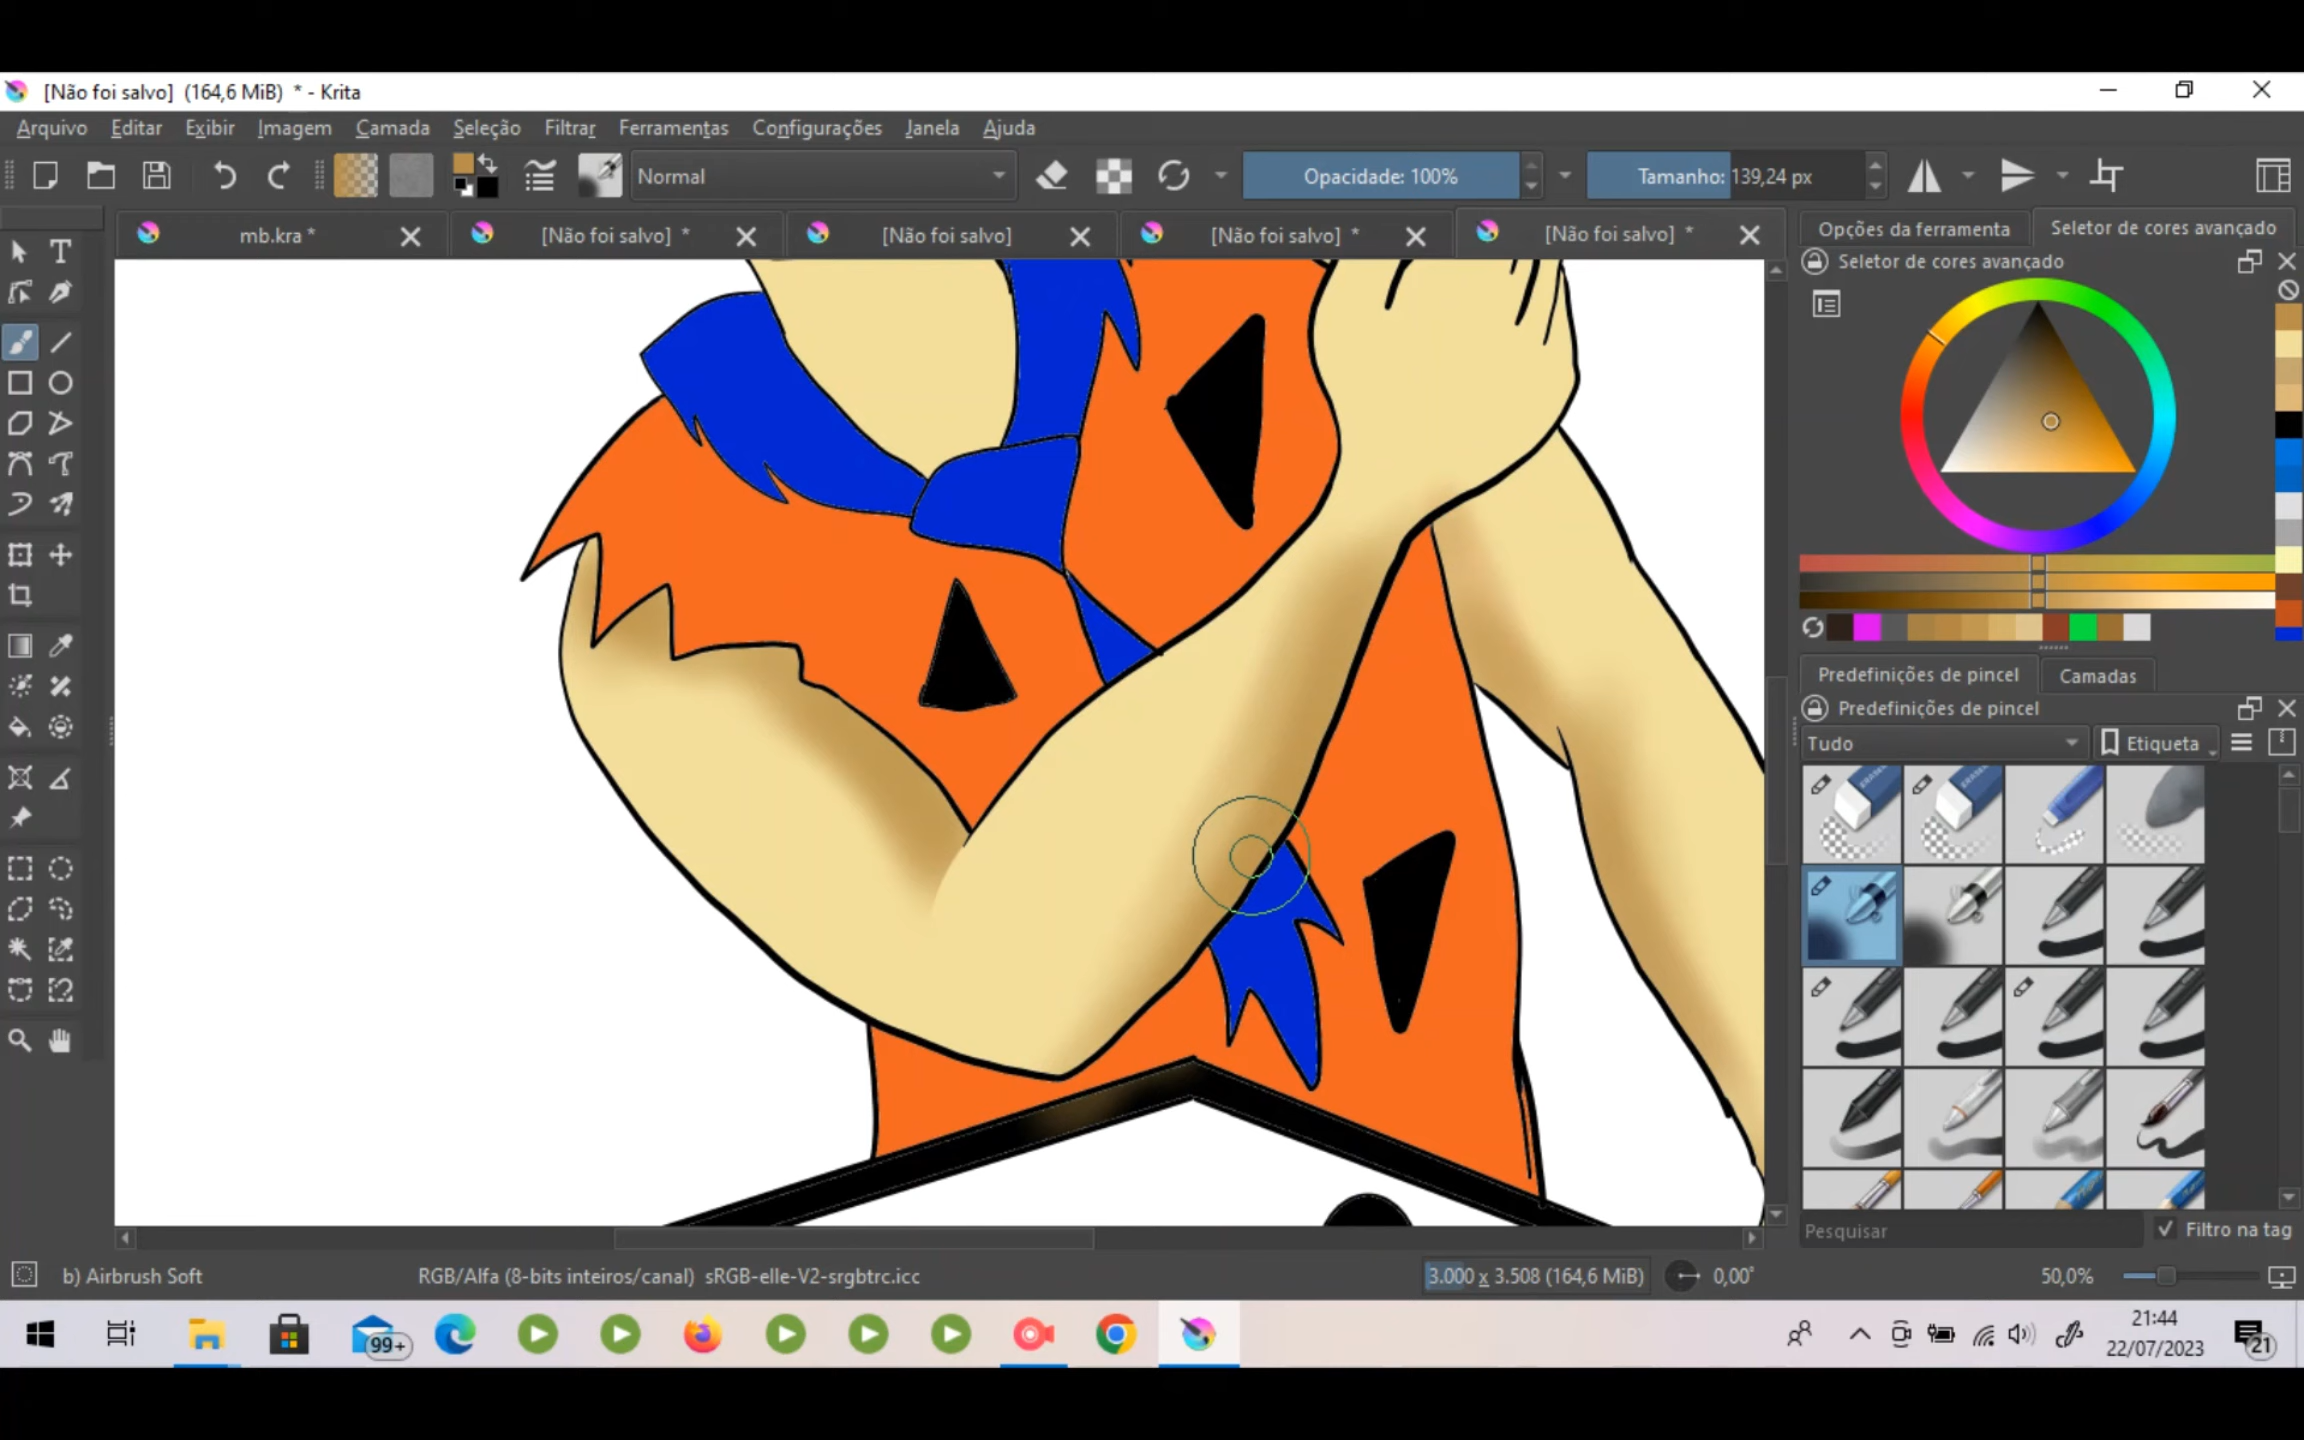 [Não foi salvo] (164,6 MiB) * - Krita
Arquivo Editar Exibir Imagem Camada Seleção Filtrar Ferramentas Configurações Janela Ajuda
Normal
Opacidade: 100%
Tamanho: 139,24 px
mb.kra *
[Não foi salvo] *
[Não foi salvo]
[Não foi salvo] *
[Não foi salvo] *
Opções da ferramenta
Seletor de cores avançado
Seletor de cores avançado
Predefinições de pincel
Camadas
Predefinições de pincel
Tudo
Etiqueta
Pesquisar
Filtro na tag
b) Airbrush Soft
RGB/Alfa (8-bits inteiros/canal) sRGB-elle-V2-srgbtrc.icc
3.000 x 3.508 (164,6 MiB)
0,00°
50,0%
99+
21:44
22/07/2023
21